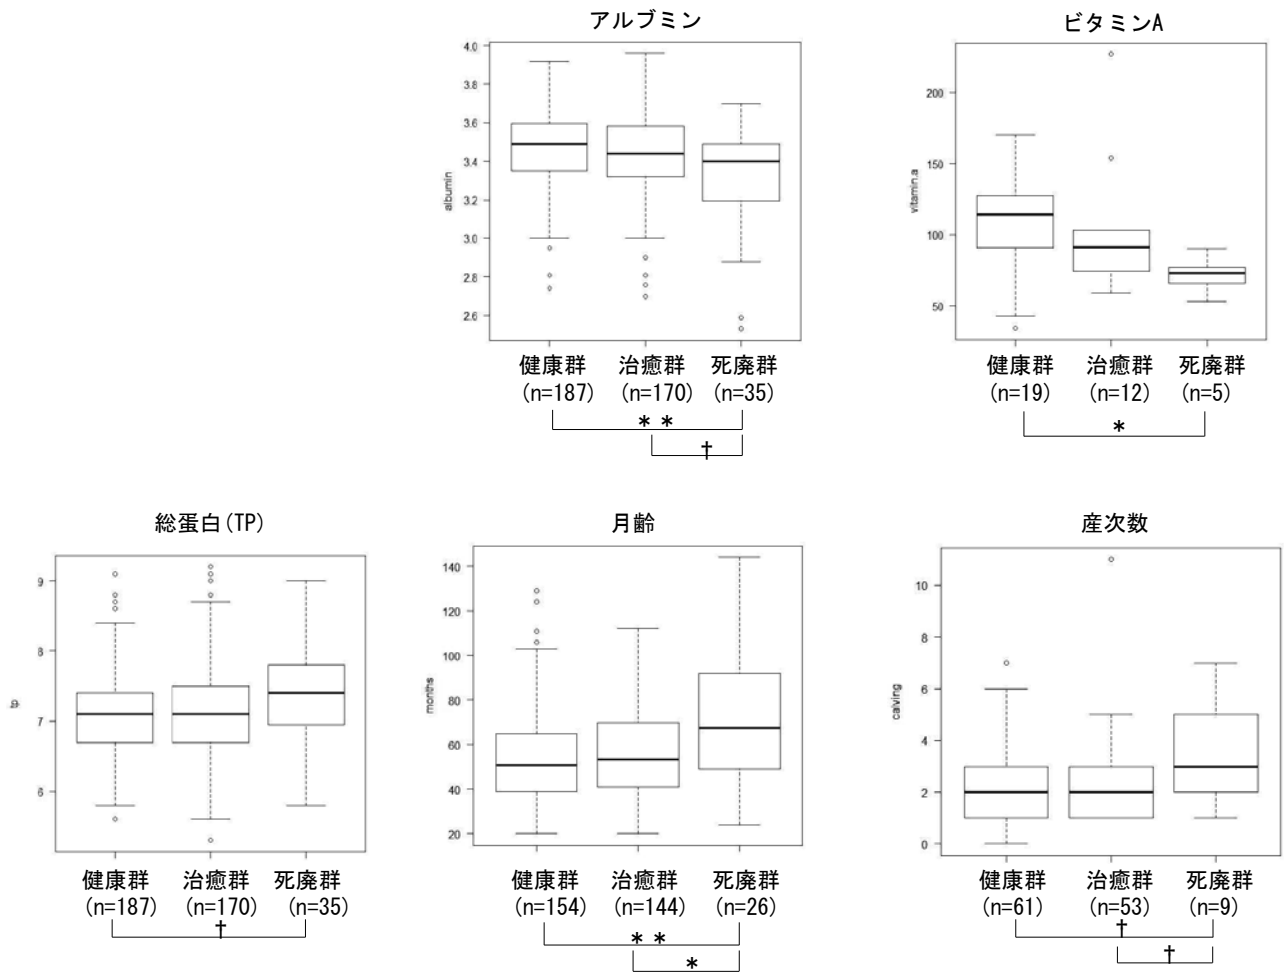 アルブミン
4.0
3.8
3.6
3.4
3.2
3.0
2.8
2.6
albumin
健康群 治癒群 死廃群
(n=187) (n=170) (n=35)
＊＊
†
ビタミンA
200
150
100
50
vitamin.a
健康群 治癒群 死廃群
(n=19) (n=12) (n=5)
＊
総蛋白(TP)
9
8
7
6
tp
健康群 治癒群 死廃群
(n=187) (n=170) (n=35)
†
月齢
140
120
100
80
60
40
20
months
健康群 治癒群 死廃群
(n=154) (n=144) (n=26)
＊＊
＊
産次数
10
8
6
4
2
0
calving
健康群 治癒群 死廃群
(n=61) (n=53) (n=9)
†
†